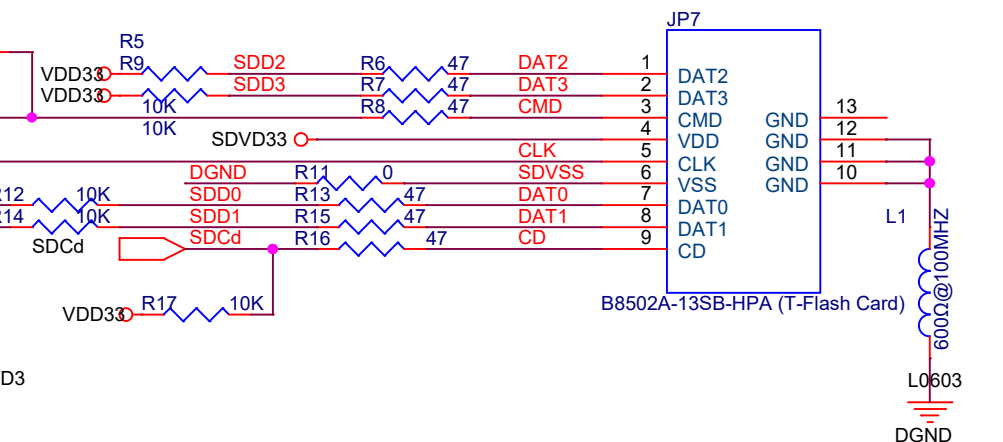 JP7
R5
R9 SDD2 R6 47 DAT2 1
VDD33 DAT2
SDD3 R7 47 DAT3 2
VDD33 DAT3
10K R8 47 CMD 3 13
10K CMD GND
SDVD33 4 12
VDD GND
CLK 5 11
CLK GND
DGND R11 0 SDVSS 6 10
VSS GND
R12 10K SDD0 R13 47 DAT0 7
DAT0
R14 10K SDD1 R15 47 DAT1 8 L1
DAT1
SDCd SDCd R16 47 CD 9
CD
600Ω@100MHZ
VDD33 R17 10K B8502A-13SB-HPA (T-Flash Card)
D3 L0603
DGND